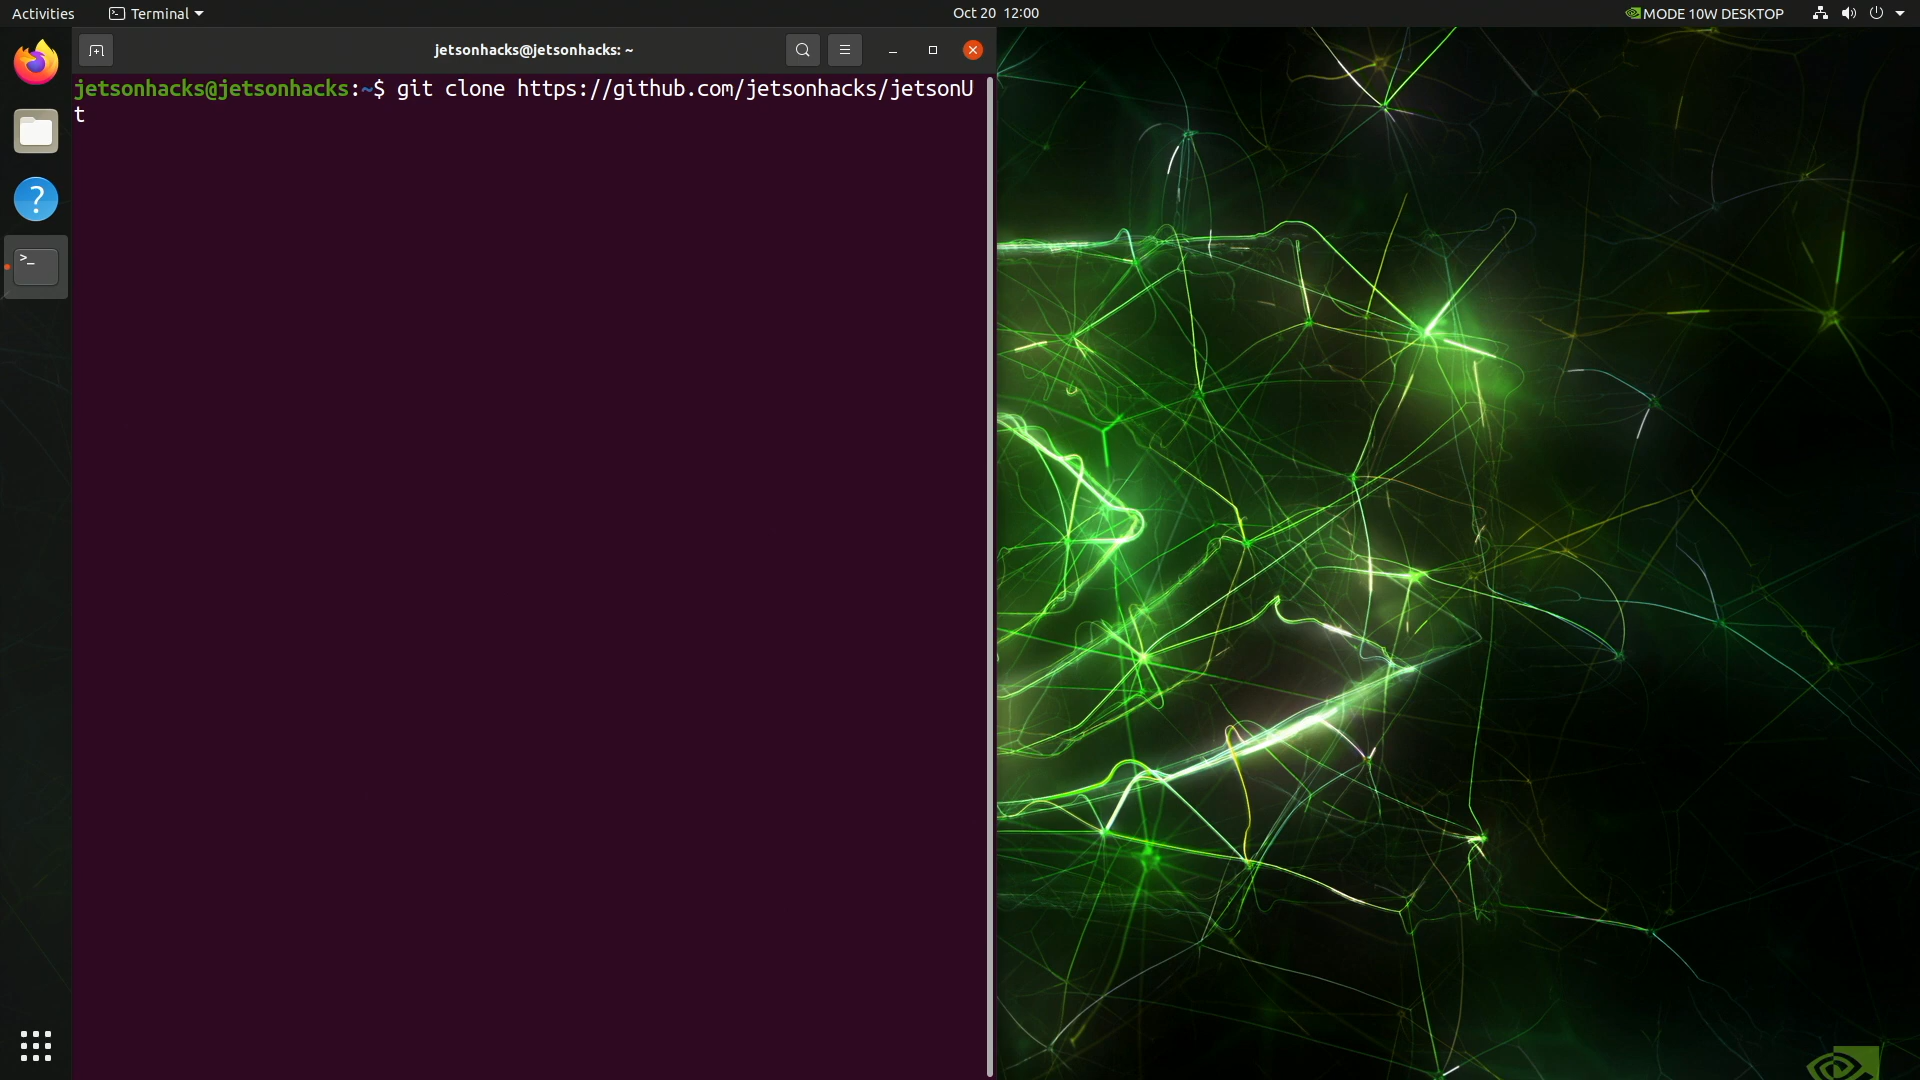 Activities
Terminal
Oct 20 12:00
MODE 10W DESKTOP
jetsonhacks@jetsonhacks: ~
jetsonhacks@jetsonhacks:~$ git clone https://github.com/jetsonhacks/jetsonU
t
?
>_